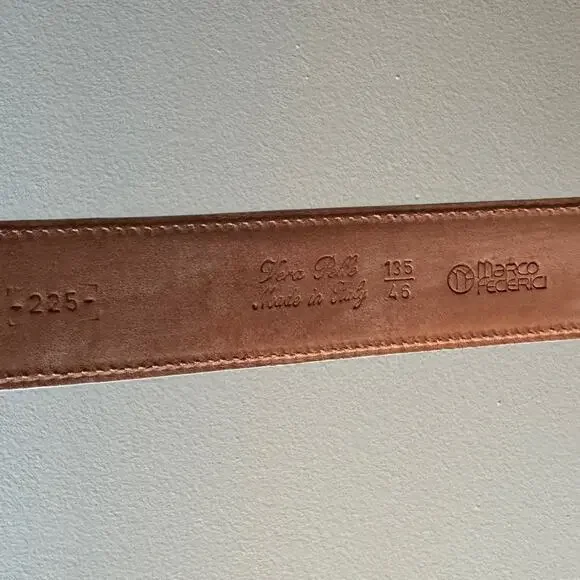 -225-
Vera Pelle
Made in Italy
135
46
marco
FEDERICI